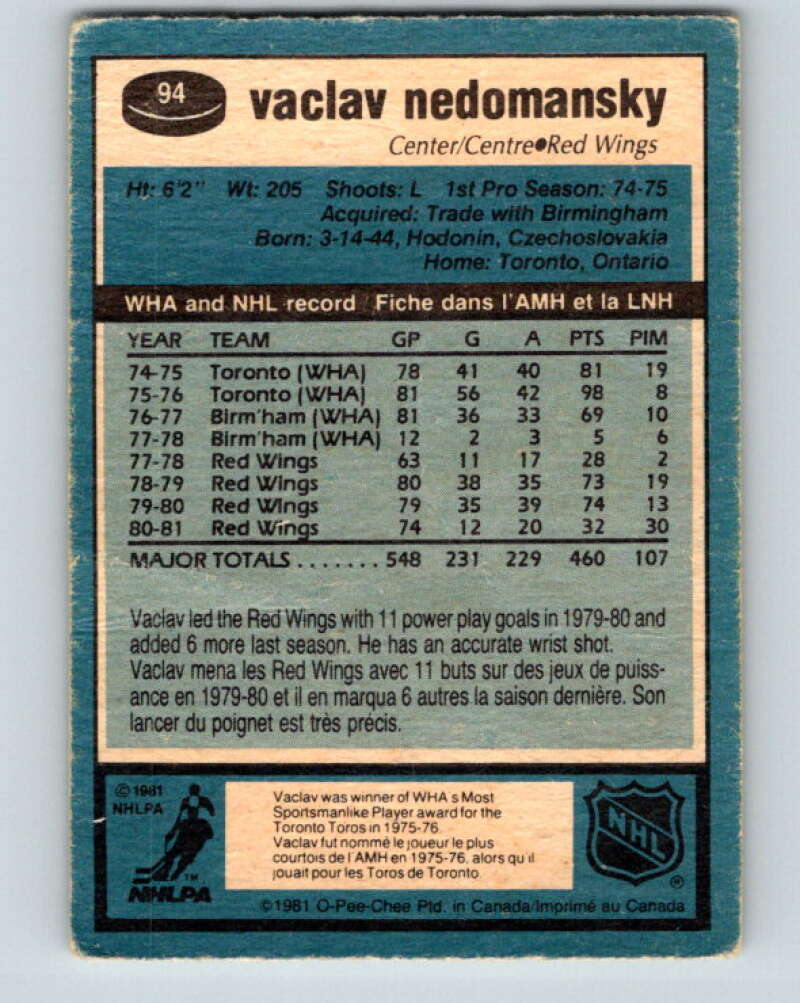 94
vaclav nedomansky
Center/Centre●Red Wings
Ht: 6'2" Wt: 205 Shoots: L 1st Pro Season: 74-75
Acquired: Trade with Birmingham
Born: 3-14-44, Hodonin, Czechoslovakia
Home: Toronto, Ontario
WHA and NHL record Fiche dans l'AMH et la LNH
YEAR TEAM GP G A PTS PIM
74-75 Toronto (WHA) 78 41 40 81 19
75-76 Toronto (WHA) 81 56 42 98 8
76-77 Birm'ham (WHA) 81 36 33 69 10
77-78 Birm'ham (WHA) 12 2 3 5 6
77-78 Red Wings 63 11 17 28 2
78-79 Red Wings 80 38 35 73 19
79-80 Red Wings 79 35 39 74 13
80-81 Red Wings 74 12 20 32 30
MAJOR TOTALS ....... 548 231 229 460 107
Vaclav led the Red Wings with 11 power play goals in 1979-80 and
added 6 more last season. He has an accurate wrist shot.
Vaclav mena les Red Wings avec 11 buts sur des jeux de puiss-
ance en 1979-80 et il en marqua 6 autres la saison dernière. Son
lancer du poignet est très précis.
© 1981
NHLPA
TM
NHLPA
Vaclav was winner of WHA's Most
Sportsmanlike Player award for the
Toronto Toros in 1975-76.
Vaclav fut nommé le joueur le plus
courtois de l'AMH en 1975-76, alors qu'il
jouait pour les Toros de Toronto.
NHL
®
©1981 O-Pee-Chee Ptd. in Canada/Imprimé au Canada